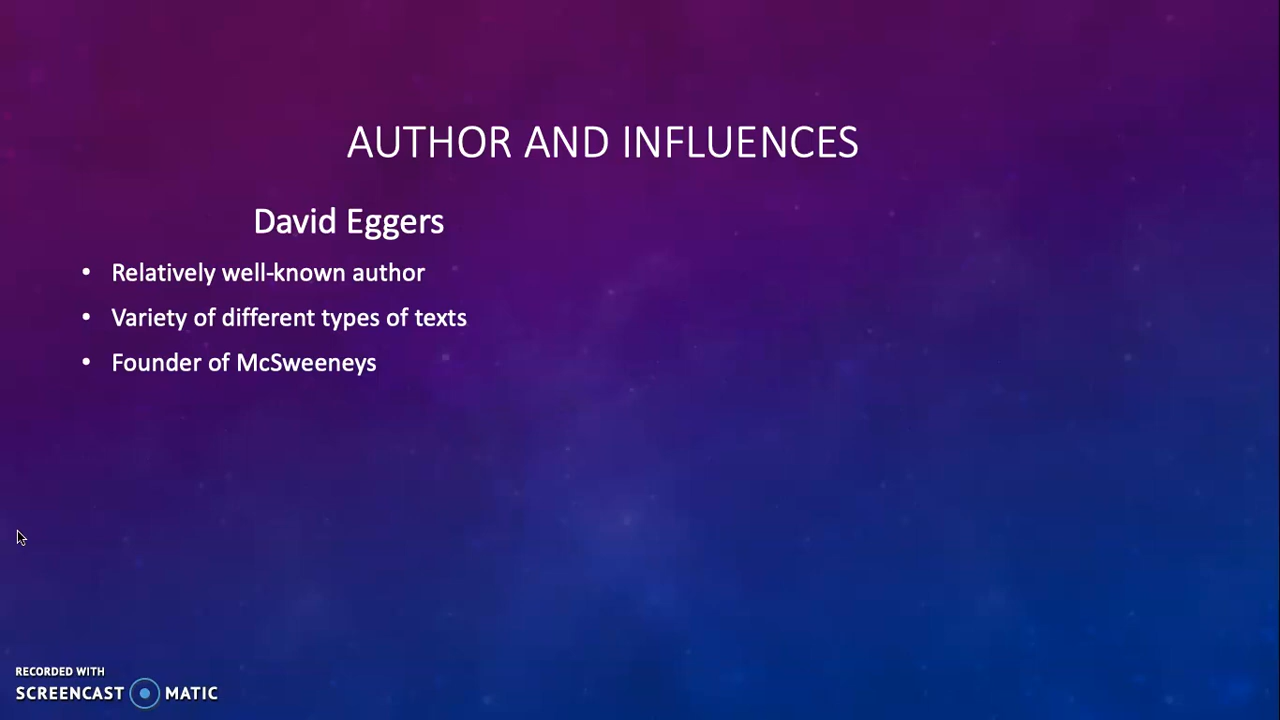 AUTHOR AND INFLUENCES
David Eggers
• Relatively well-known author
• Variety of different types of texts
• Founder of McSweeneys
RECORDED WITH
SCREENCAST MATIC